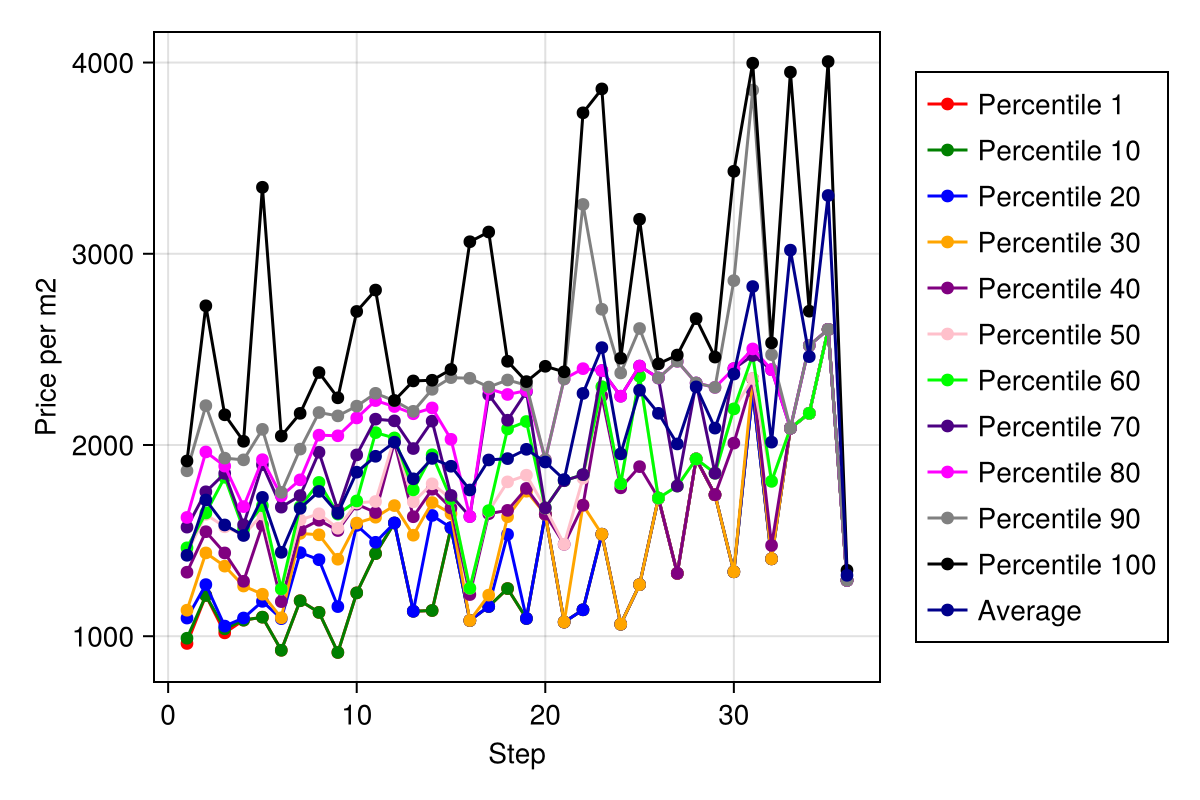 4000
3000
2000
1000
Price per m2
0 10 20 30
Step
Percentile 1
Percentile 10
Percentile 20
Percentile 30
Percentile 40
Percentile 50
Percentile 60
Percentile 70
Percentile 80
Percentile 90
Percentile 100
Average